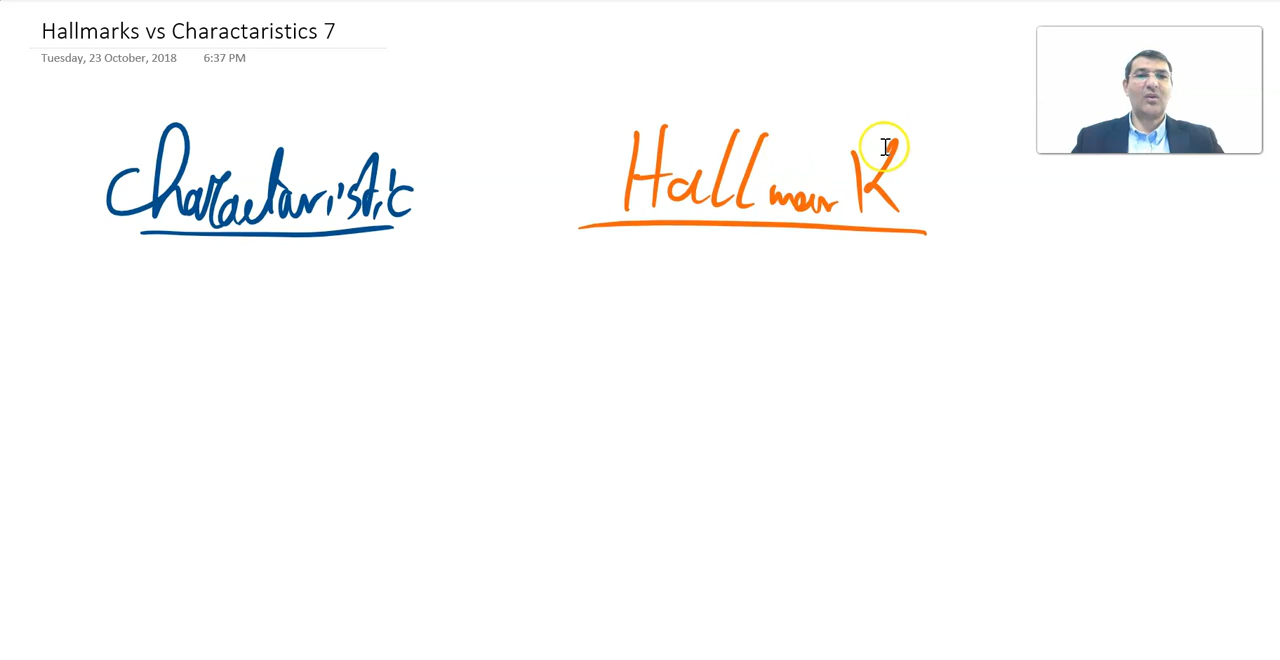 Hallmarks vs Charactaristics 7
Tuesday, 23 October, 2018 6:37 PM
Charactaristic Hallmark